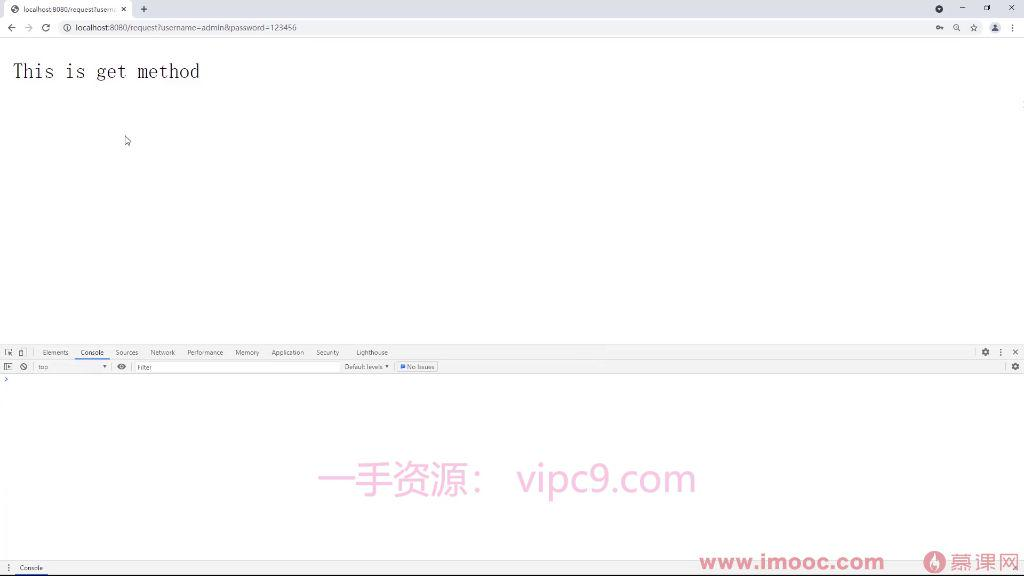 localhost:8080/request?usern
localhost:8080/request?username=admin&password=123456
This is get method
Elements Console Sources Network Performance Memory Application Security Lighthouse
top Filter Default levels No Issues
一手资源： vipc9.com
www.imooc.com 慕课网
Console